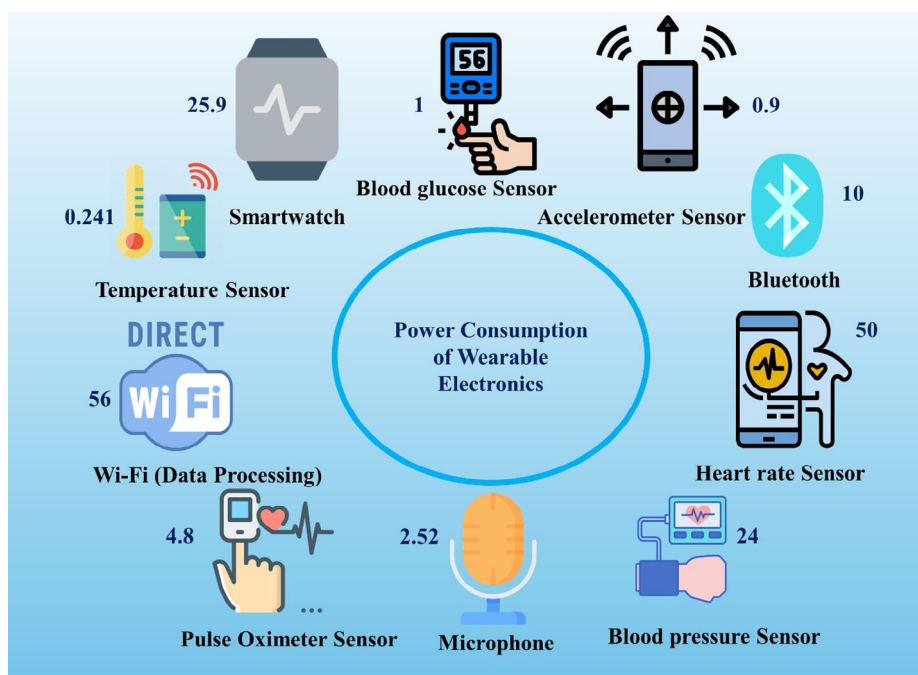 25.9
56
1
0.9
Blood glucose Sensor
Smartwatch
Accelerometer Sensor
10
0.241
Temperature Sensor
Bluetooth
Power Consumption
of Wearable
Electronics
DIRECT
Wi Fi
56
Wi-Fi (Data Processing)
50
Heart rate Sensor
4.8
Pulse Oximeter Sensor
2.52
Microphone
24
Blood pressure Sensor